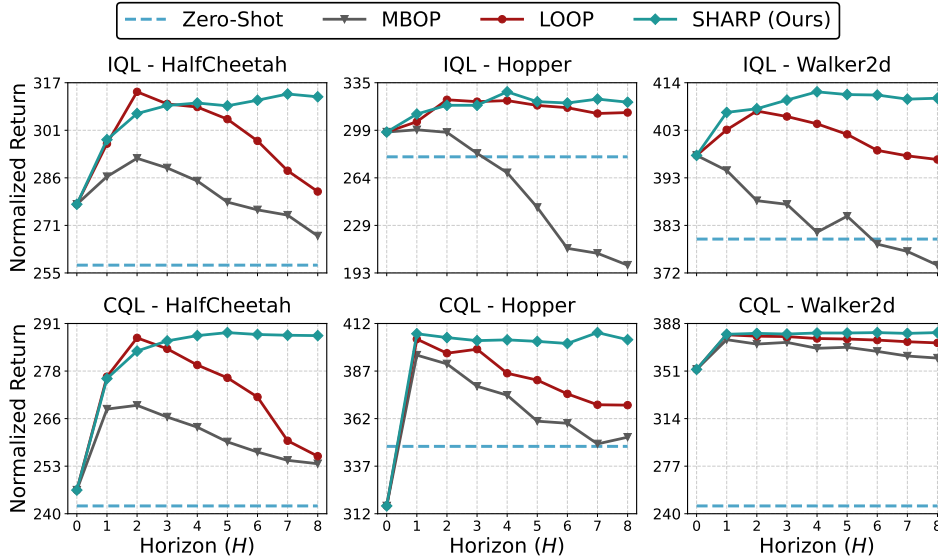 Zero-Shot MBOP LOOP SHARP (Ours)
IQL - HalfCheetah IQL - Hopper IQL - Walker2d
Normalized Return
317 301 286 271 255
335 299 264 229 193
414 403 393 383 372
CQL - HalfCheetah CQL - Hopper CQL - Walker2d
Normalized Return
291 278 266 253 240
412 387 362 337 312
388 351 314 277 240
0 1 2 3 4 5 6 7 8 0 1 2 3 4 5 6 7 8 0 1 2 3 4 5 6 7 8
Horizon (H) Horizon (H) Horizon (H)